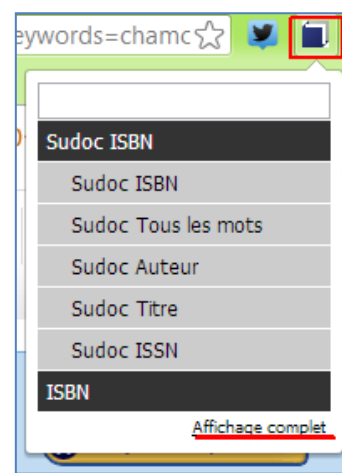 eywords=chamc
Sudoc ISBN
Sudoc ISBN
Sudoc Tous les mots
Sudoc Auteur
Sudoc Titre
Sudoc ISSN
ISBN
Affichage complet